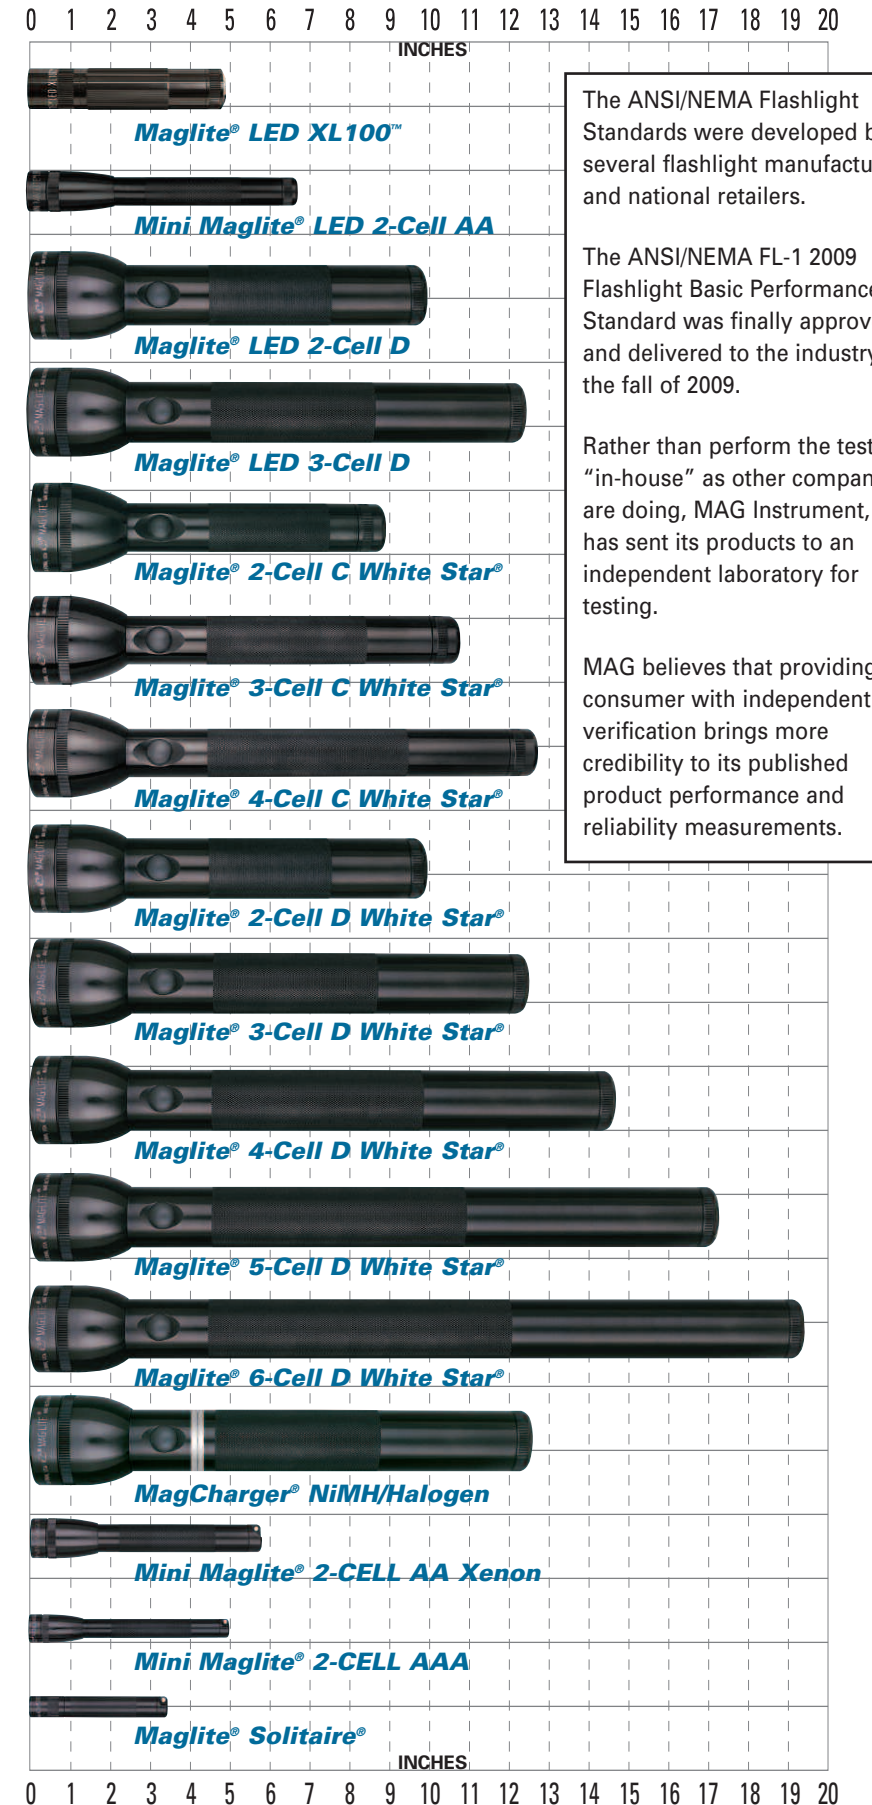 0 1 2 3 4 5 6 7 8 9 10 11 12 13 14 15 16 17 18 19 20
INCHES
Maglite® LED XL100™
Mini Maglite® LED 2-Cell AA
Maglite® LED 2-Cell D
Maglite® LED 3-Cell D
Maglite® 2-Cell C White Star®
Maglite® 3-Cell C White Star®
Maglite® 4-Cell C White Star®
Maglite® 2-Cell D White Star®
Maglite® 3-Cell D White Star®
Maglite® 4-Cell D White Star®
Maglite® 5-Cell D White Star®
Maglite® 6-Cell D White Star®
MagCharger® NiMH/Halogen
Mini Maglite® 2-CELL AA Xenon
Mini Maglite® 2-CELL AAA
Maglite® Solitaire®
INCHES
0 1 2 3 4 5 6 7 8 9 10 11 12 13 14 15 16 17 18 19 20
The ANSI/NEMA Flashlight
Standards were developed
several flashlight
and national retailers.
The ANSI/NEMA FL-1 2009
Flashlight Basic Performance
Standard was finally
and delivered to the industry
the fall of 2009.
Rather than perform the
“in-house” as other
are doing, MAG Instrument,
has sent its products to an
independent laboratory for
testing.
MAG believes that providing
consumer with independent
verification brings more
credibility to its published
product performance and
reliability measurements.